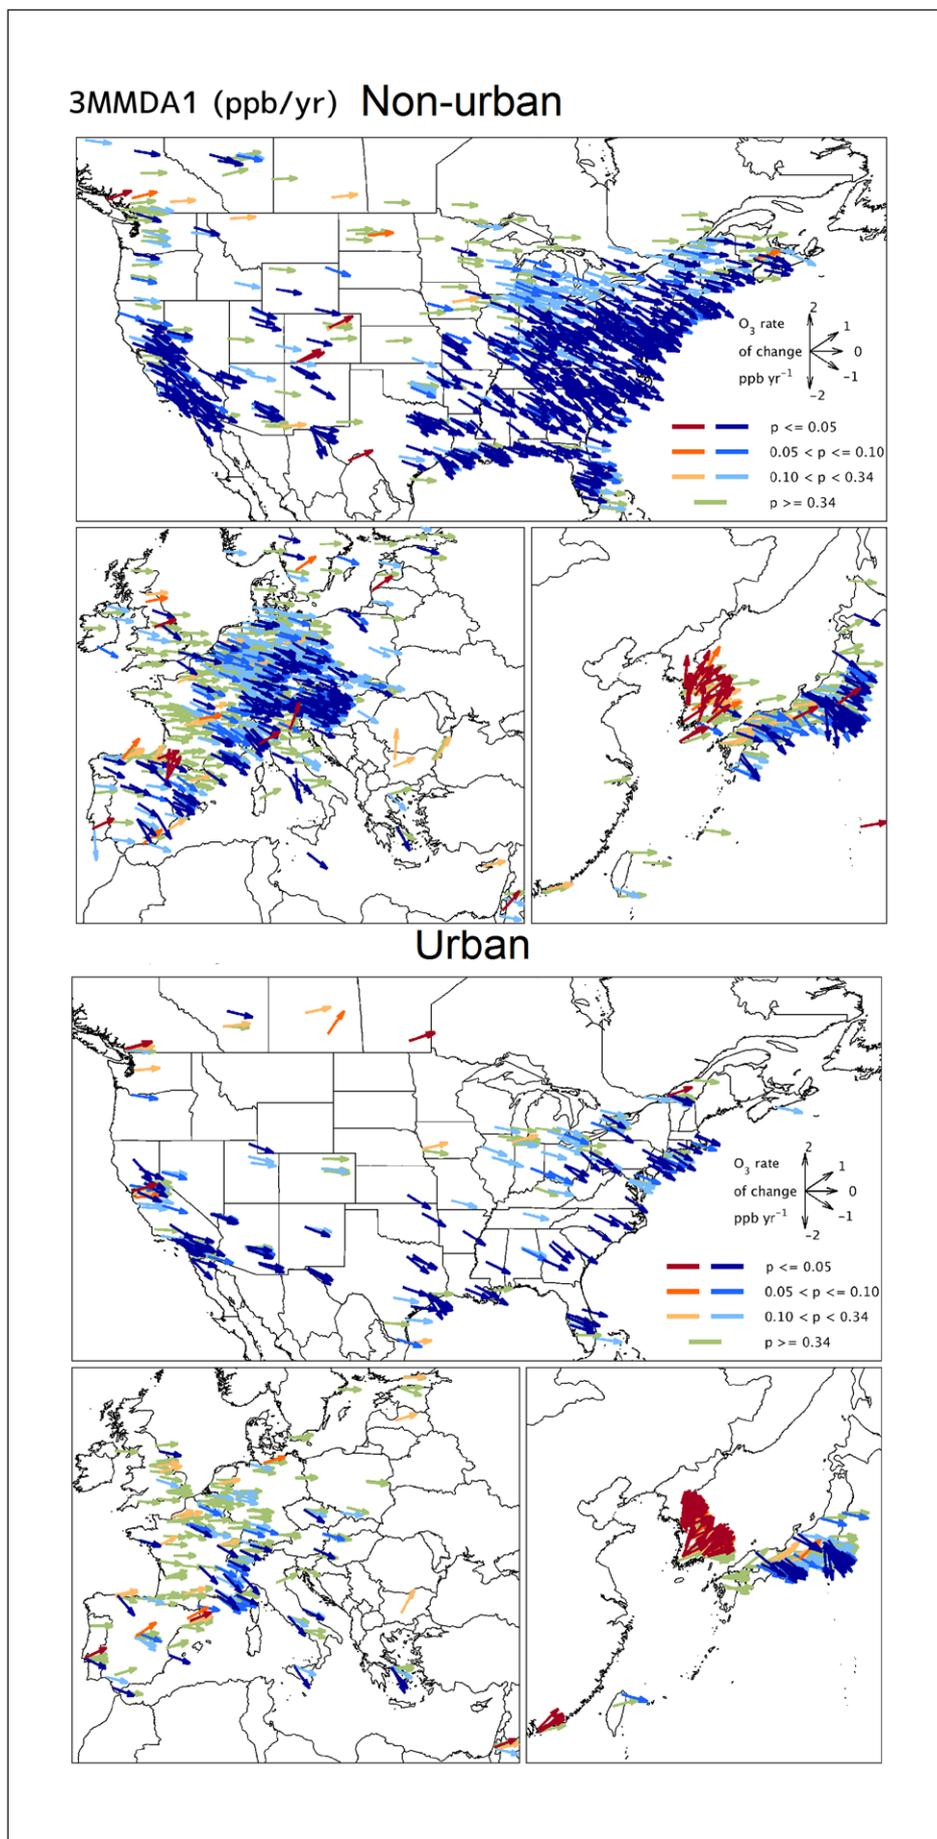 3MMDA1 (ppb/yr) Non-urban
2
O3 rate
1
of change
0
ppb yr−1
−1
−2
p <= 0.05
0.05 < p <= 0.10
0.10 < p < 0.34
p >= 0.34
Urban
2
O3 rate
1
of change
0
ppb yr−1
−1
−2
p <= 0.05
0.05 < p <= 0.10
0.10 < p < 0.34
p >= 0.34